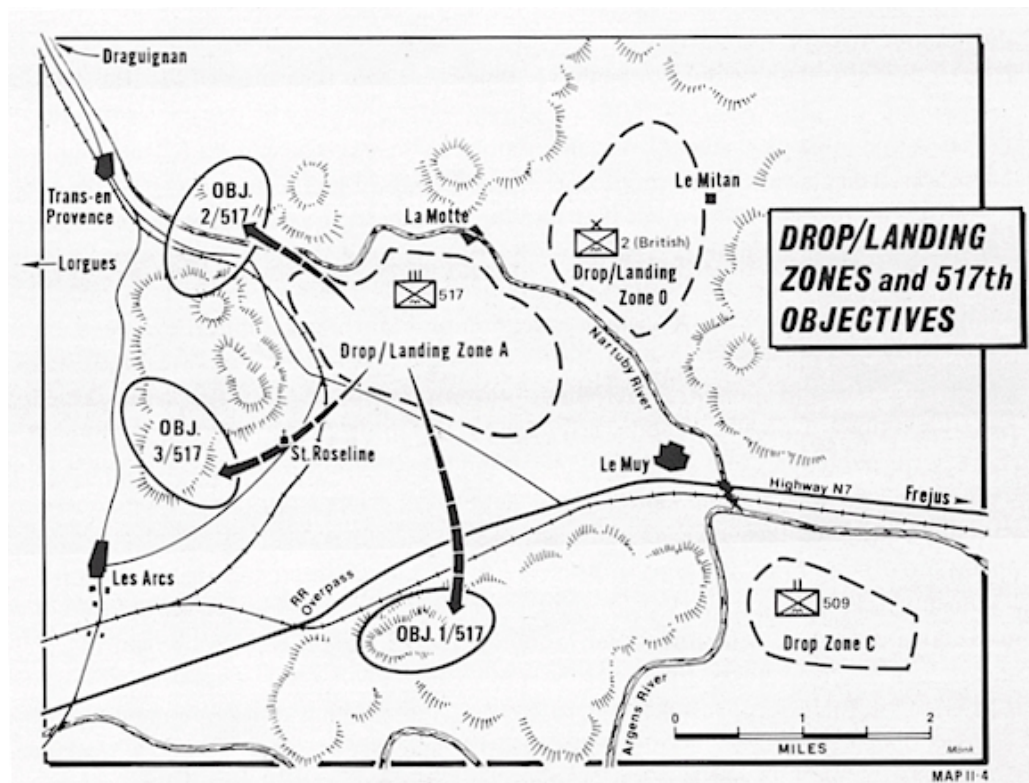 Draguignan
Trans-en
Provence
Lorgues
OBJ.
2/517
La Motte
Le Mitan
2 (British)
Drop/Landing
Zone O
DROP/LANDING
ZONES and 517th
OBJECTIVES
517
Drop/Landing Zone A
Nartuby River
OBJ.
3/517
St. Roseline
Le Muy
Highway N7
Frejus
Les Arcs
RR
Overpass
OBJ. 1/517
509
Drop Zone C
Argens River
0
1
2
MILES
MAP II-4